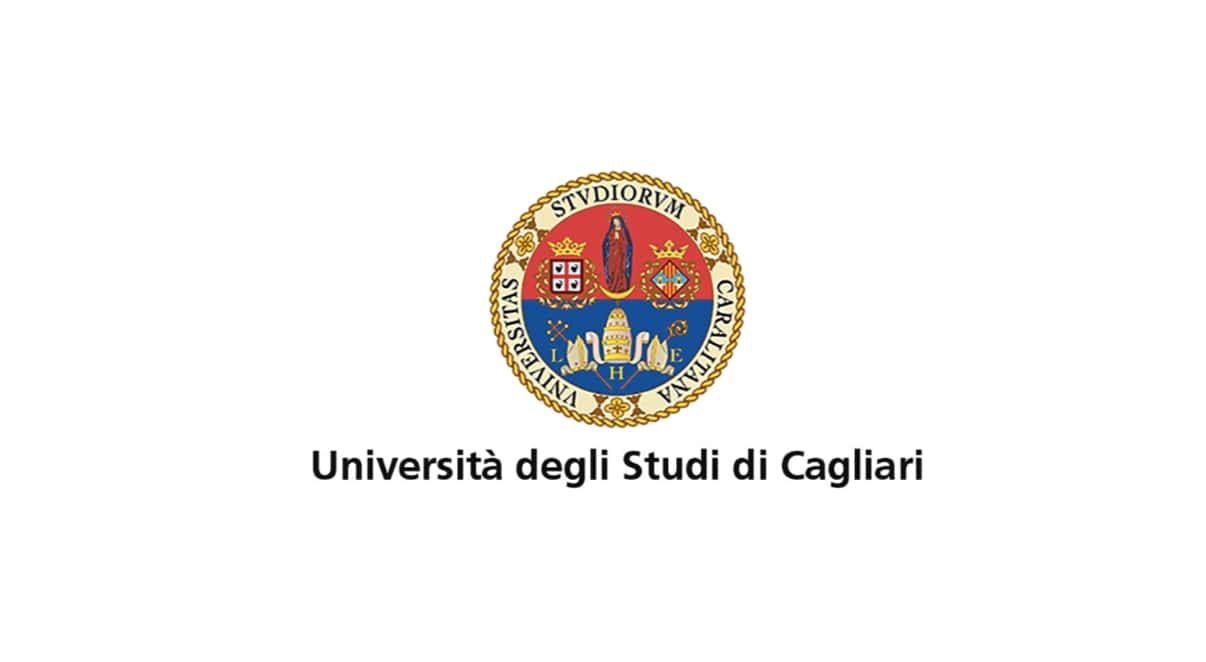 VNIVERSITAS STVDIORVM CARALITANA
L H E
Università degli Studi di Cagliari